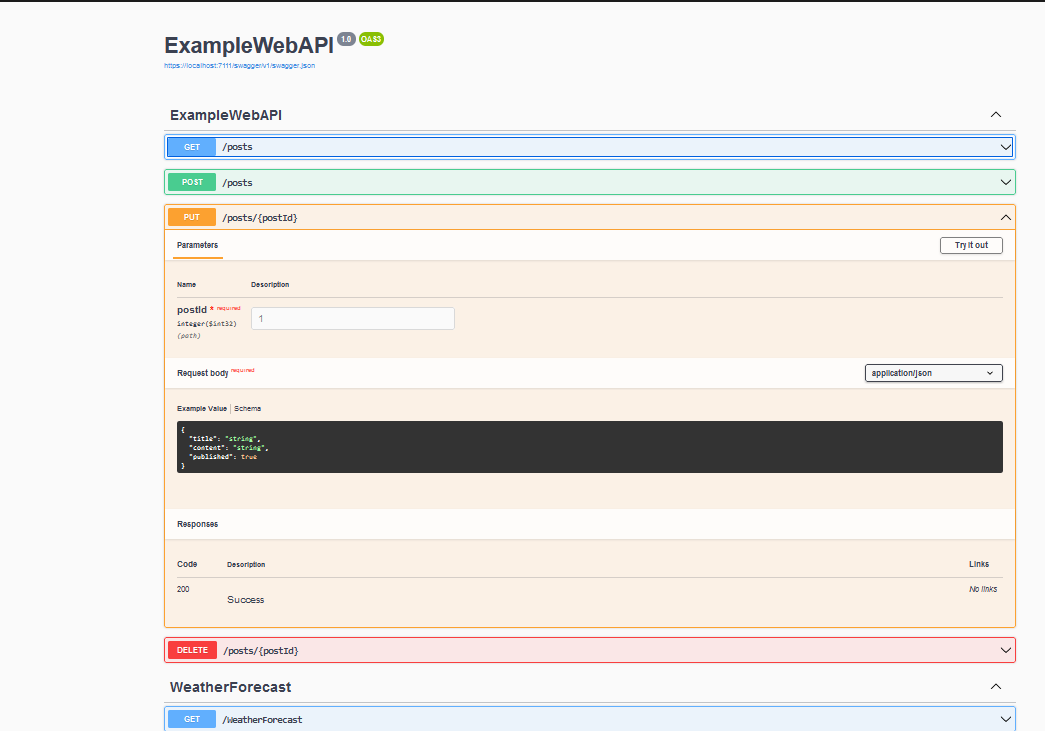 ExampleWebAPI 1.0 OAS3
https://localhost:7111/swagger/v1/swagger.json
ExampleWebAPI
GET /posts
POST /posts
PUT /posts/{postId}
Parameters Try it out
Name Description
postId * required
integer($int32)
(path)
1
Request body required application/json
Example Value | Schema
{
"title": "string",
"content": "string",
"published": true
}
Responses
Code Description Links
200 Success No links
DELETE /posts/{postId}
WeatherForecast
GET /WeatherForecast